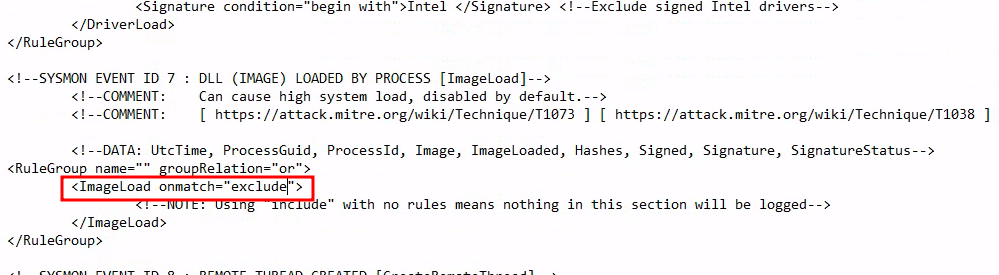 <Signature condition="begin with">Intel </Signature> <!--Exclude signed Intel drivers-->
</DriverLoad>
</RuleGroup>
<!--SYSMON EVENT ID 7 : DLL (IMAGE) LOADED BY PROCESS [ImageLoad]-->
<!--COMMENT: Can cause high system load, disabled by default.-->
<!--COMMENT: [ https://attack.mitre.org/wiki/Technique/T1073 ] [ https://attack.mitre.org/wiki/Technique/T1038 ]
<!--DATA: UtcTime, ProcessGuid, ProcessId, Image, ImageLoaded, Hashes, Signed, Signature, SignatureStatus-->
<RuleGroup name="" groupRelation="or">
<ImageLoad onmatch="exclude">
<!--NOTE: Using "include" with no rules means nothing in this section will be logged-->
</ImageLoad>
</RuleGroup>
<!--SYSMON EVENT ID 8 : REMOTE THREAD CREATED [CreateRemoteThread]-->